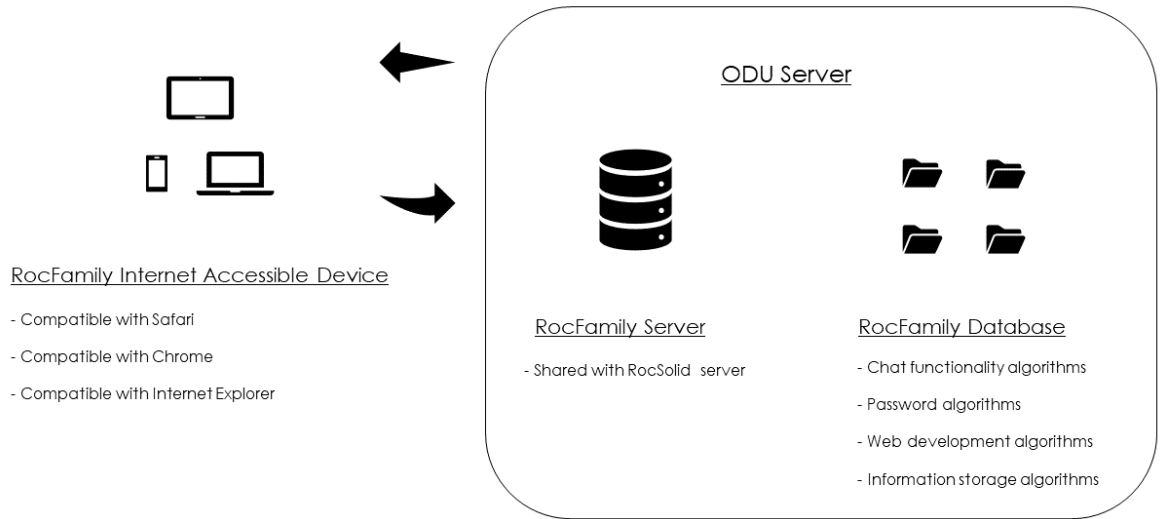 ODU Server
RocFamily Internet Accessible Device
- Compatible with Safari
- Compatible with Chrome
- Compatible with Internet Explorer
RocFamily Server
- Shared with RocSolid server
RocFamily Database
- Chat functionality algorithms
- Password algorithms
- Web development algorithms
- Information storage algorithms